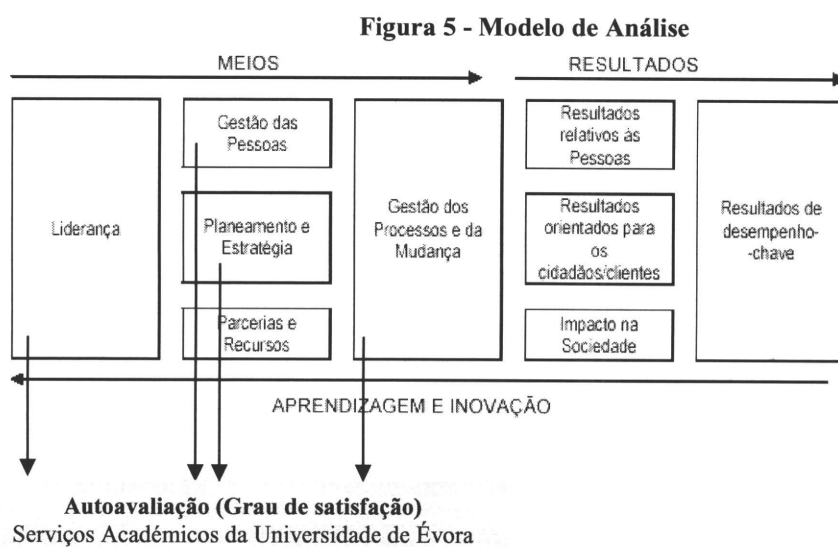 Figura 5 - Modelo de Análise
MEIOS
RESULTADOS
Liderança
Gestão das
Pessoas
Planeamento e
Estratégia
Parcerias e
Recursos
Gestão dos
Processos e da
Mudança
Resultados
relativos às
Pessoas
Resultados
orientados para
os
cidadãos/clientes
Impacto na
Sociedade
Resultados de
desempenho-
-chave
APRENDIZAGEM E INOVAÇÃO
Autoavaliação (Grau de satisfação)
Serviços Académicos da Universidade de Évora